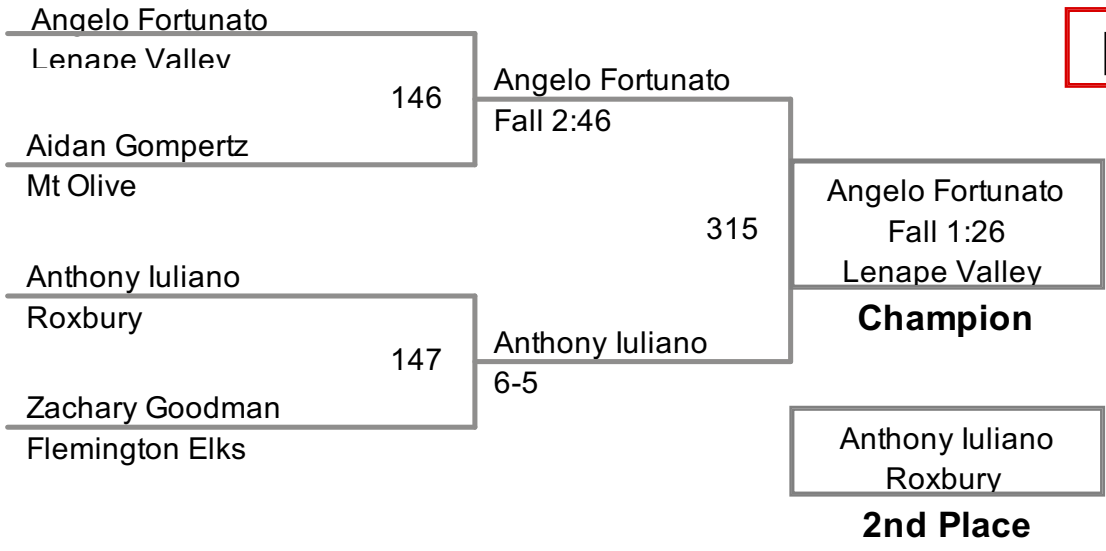 Angelo Fortunato
Lenape Valley
146
Aidan Gompertz
Mt Olive
Anthony Iuliano
Roxbury
147
Zachary Goodman
Flemington Elks
Angelo Fortunato
Fall 2:46
315
Anthony Iuliano
6-5
Angelo Fortunato
Fall 1:26
Lenape Valley
Champion
Anthony Iuliano
Roxbury
2nd Place